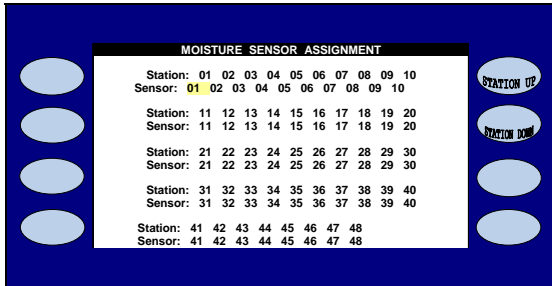 MOISTURE SENSOR ASSIGNMENT
Station: 01 02 03 04 05 06 07 08 09 10
Sensor: 01 02 03 04 05 06 07 08 09 10
STATION UP
Station: 11 12 13 14 15 16 17 18 19 20
Sensor: 11 12 13 14 15 16 17 18 19 20
STATION DOWN
Station: 21 22 23 24 25 26 27 28 29 30
Sensor: 21 22 23 24 25 26 27 28 29 30
Station: 31 32 33 34 35 36 37 38 39 40
Sensor: 31 32 33 34 35 36 37 38 39 40
Station: 41 42 43 44 45 46 47 48
Sensor: 41 42 43 44 45 46 47 48